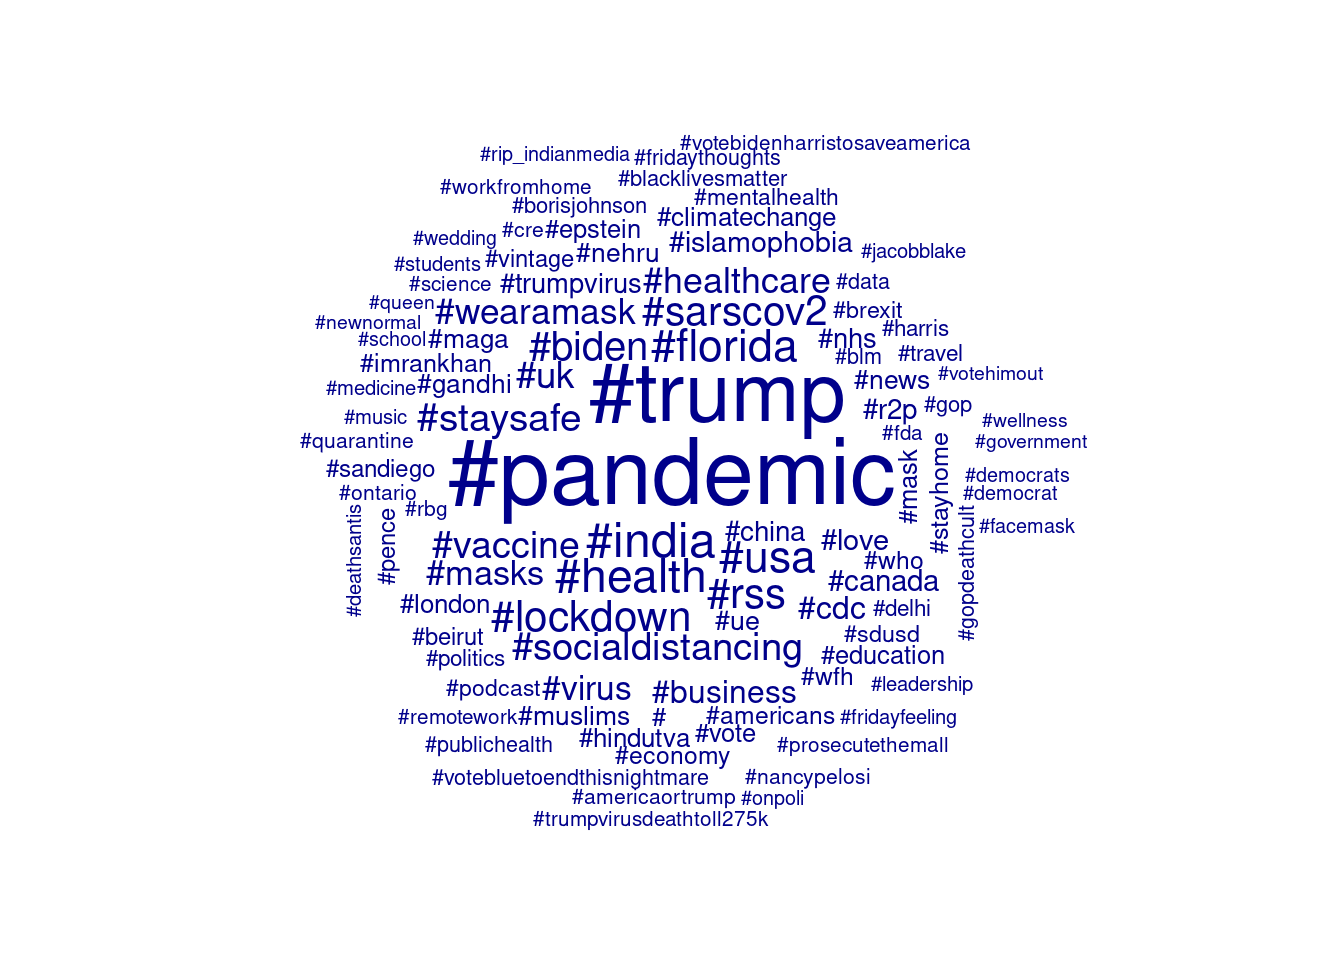 #votebidenharristosaveamerica
#rip_indianmedia
#fridaythoughts
#blacklivesmatter
#workfromhome
#mentalhealth
#borisjohnson
#climatechange
#cre
#epstein
#wedding
#islamophobia
#nehru
#jacobblake
#vintage
#students
#science
#trumpvirus
#healthcare
#data
#queen
#wearamask
#sarscov2
#brexit
#newnormal
#harris
#school
#maga
#biden
#florida
#nhs
#blm
#travel
#imrankhan
#uk
#trump
#news
#votehimout
#medicine
#gandhi
#r2p
#gop
#music
#staysafe
#wellness
#fda
#quarantine
#government
#sandiego
#pandemic
#mask
#stayhome
#democrats
#ontario
#democrat
#rbg
#facemask
#deathsantis
#pence
#vaccine
#india
#china
#love
#gopdeathcult
#usa
#who
#masks
#health
#canada
#rss
#london
#cdc
#delhi
#lockdown
#ue
#beirut
#sdusd
#politics
#socialdistancing
#education
#wfh
#podcast
#virus
#business
#leadership
#remotework
#muslims
#
#americans
#fridayfeeling
#publichealth
#hindutva
#vote
#prosecutethemall
#economy
#votebluetoendthisnightmare
#nancypelosi
#americaortrump
#onpoli
#trumpvirusdeathtoll275k